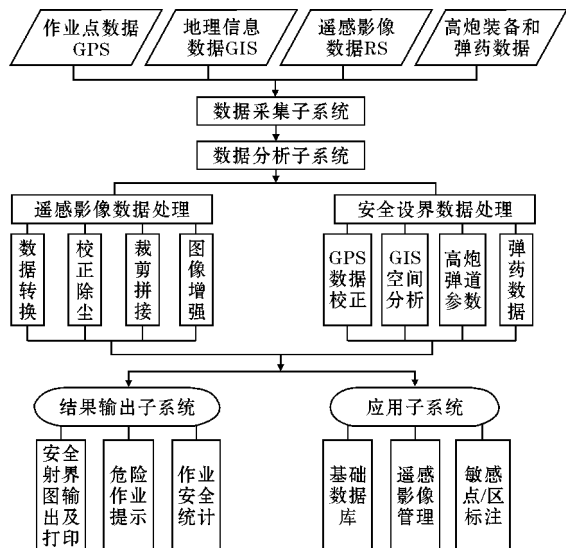 作业点数据
GPS
地理信息
数据GIS
遥感影像
数据RS
高炮装备和
弹药数据
数据采集子系统
数据分析子系统
遥感影像数据处理
安全设界数据处理
数据转换
校正除尘
裁剪拼接
图像增强
GPS
数据
校正
GIS
空间
分析
高炮
弹道
参数
弹药数据
结果输出子系统
应用子系统
安全
射界
图输
出及
打印
危险
作业
提示
作业
安全
统计
基础
数据
库
遥感
影像
管理
敏感
点/区
标注